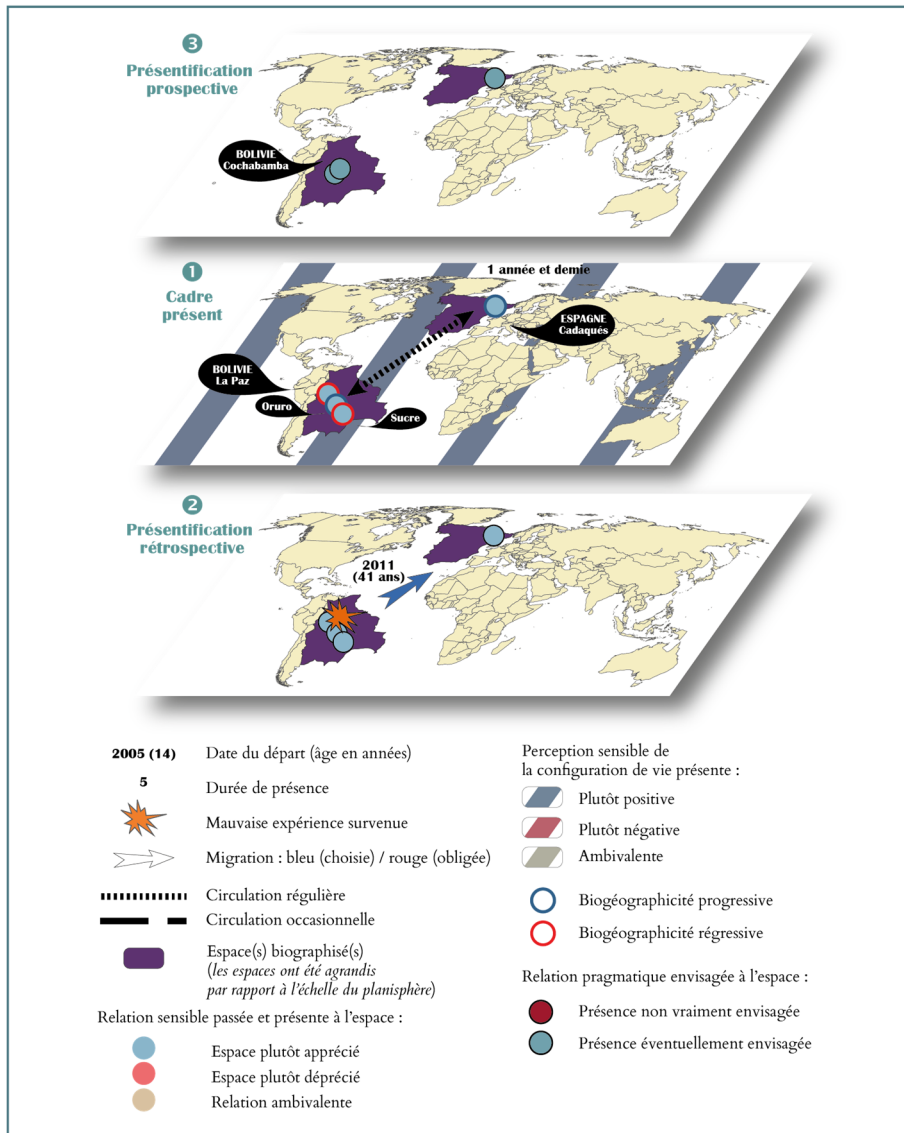 ❸
Présentification
prospective
BOLIVIE
Cochabamba
❶
Cadre
présent
1 année et demie
ESPAGNE
Cadaqués
BOLIVIE
La Paz
Oruro
Sucre
❷
Présentification
rétrospective
2011
(41 ans)
2005 (14)
Date du départ (âge en années)
5
Durée de présence
Mauvaise expérience survenue
Migration : bleu (choisie) / rouge (obligée)
Circulation régulière
Circulation occasionnelle
Espace(s) biographisé(s)
(les espaces ont été agrandis
par rapport à l'échelle du planisphère)
Relation sensible passée et présente à l'espace :
Espace plutôt apprécié
Espace plutôt déprécié
Relation ambivalente
Perception sensible de
la configuration de vie présente :
Plutôt positive
Plutôt négative
Ambivalente
Biogéographicité progressive
Biogéographicité régressive
Relation pragmatique envisagée à l'espace :
Présence non vraiment envisagée
Présence éventuellement envisagée